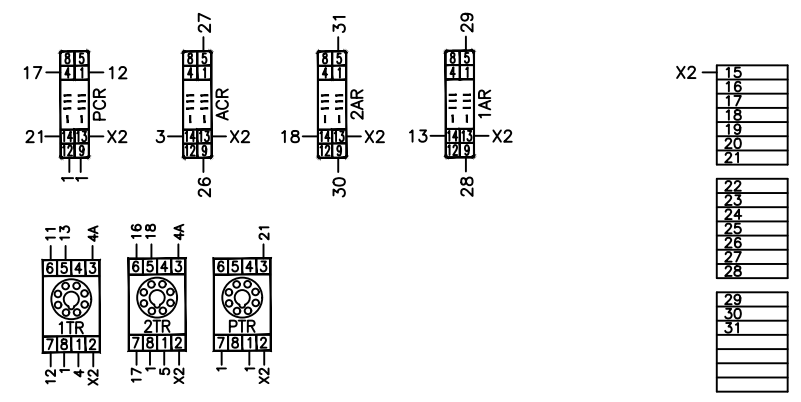 27 31 29
8 5 8 5 8 5 8 5
17 4 1 12 4 1 4 1 4 1 X2 15
16
PCR ACR 2AR 1AR 17
18
21 14 13 X2 3 14 13 X2 18 14 13 X2 13 14 13 X2 19
12 9 12 9 12 9 12 9 20
21
1 1 26 30 28
22
23
24
11 13 4A 16 18 4A 21 25
26
6 5 4 3 6 5 4 3 6 5 4 3 27
28
29
30
1TR 2TR PTR 31
7 8 1 2 7 8 1 2 7 8 1 2
12 1 4 X2 17 1 5 X2 1 1 X2